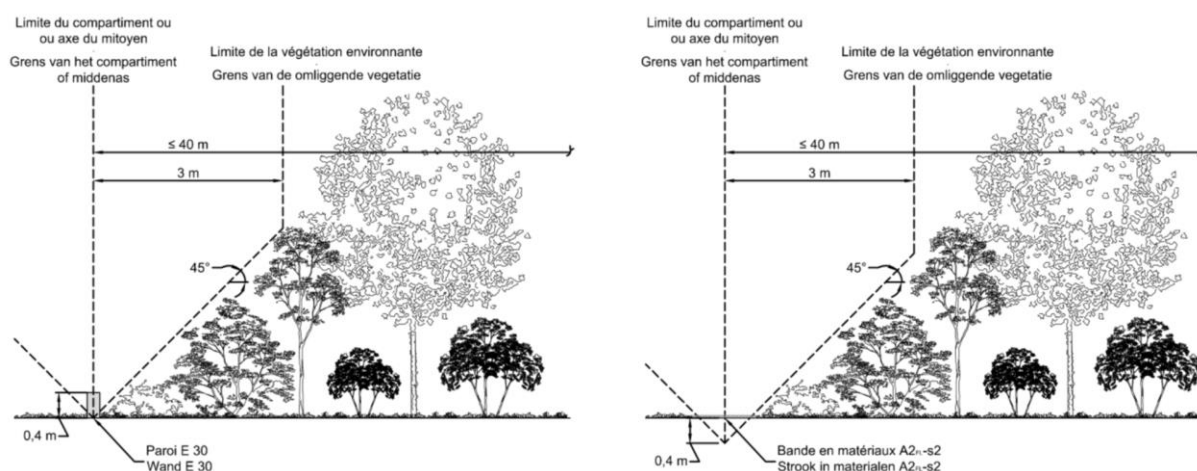 Limite du compartiment ou
ou axe du mitoyen
Grens van het compartiment
of middenas
Limite de la végétation environnante
Grens van de omliggende vegetatie
≤ 40 m
3 m
45°
0,4 m
Paroi E 30
Wand E 30
Limite du compartiment ou
ou axe du mitoyen
Grens van het compartiment
of middenas
Limite de la végétation environnante
Grens van de omliggende vegetatie
≤ 40 m
3 m
45°
0,4 m
Bande en matériaux A2FL-s2
Strook in materialen A2FL-s2